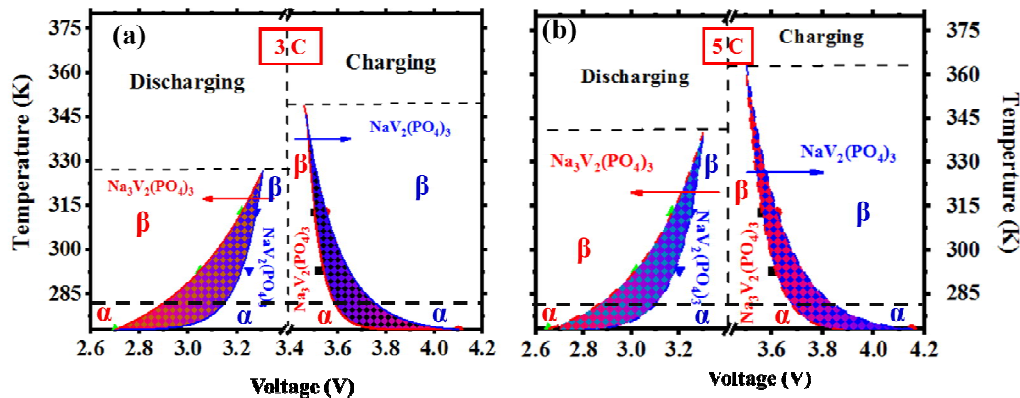 (a)
3 C
Discharging
Charging
Temperature (K)
375
360
345
330
315
300
285
Na3V2(PO4)3
β
β
NaV2(PO4)3
α
α
β
NaV2(PO4)3
β
Na3V2(PO4)3
α
α
2.6
2.8
3.0
3.2
3.4
3.6
3.8
4.0
4.2
Voltage (V)
(b)
5 C
Discharging
Charging
Temperture (K)
375
360
345
330
315
300
285
Na3V2(PO4)3
β
β
NaV2(PO4)3
α
α
β
NaV2(PO4)3
β
Na3V2(PO4)3
α
α
2.6
2.8
3.0
3.2
3.6
3.8
4.0
4.2
Voltage (V)